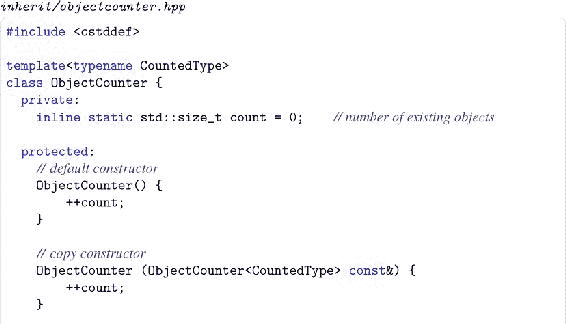 inherit/objectcounter.hpp
#include <cstddef>
template<typename CountedType>
class ObjectCounter {
private:
inline static std::size_t count = 0; // number of existing objects
protected:
// default constructor
ObjectCounter() {
++count;
}
// copy constructor
ObjectCounter (ObjectCounter<CountedType> const&) {
++count;
}